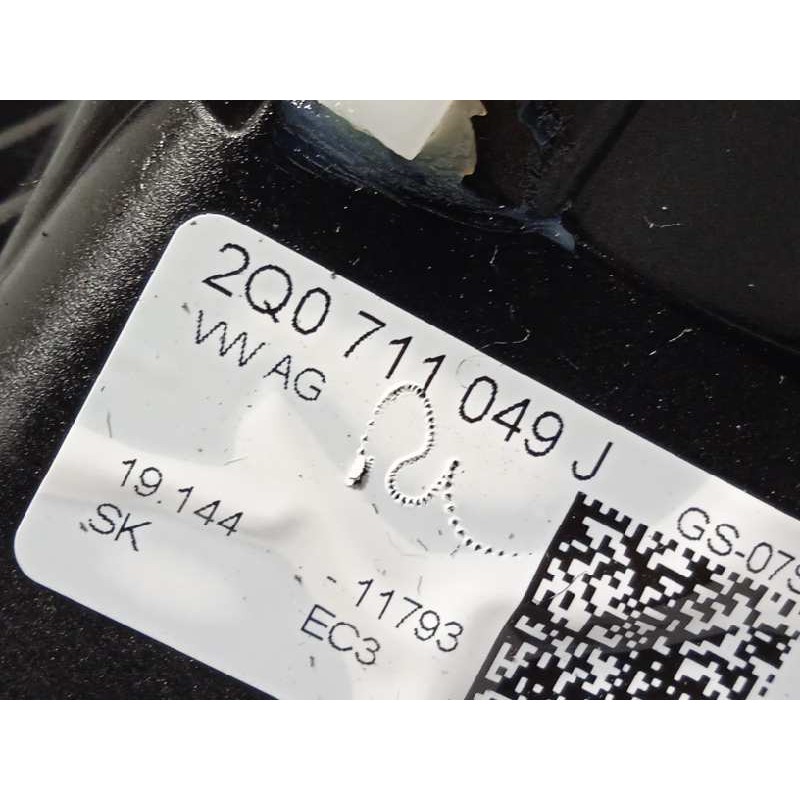 2Q0 711 049 J
VW AG
19.144
SK
- 11793
EC3